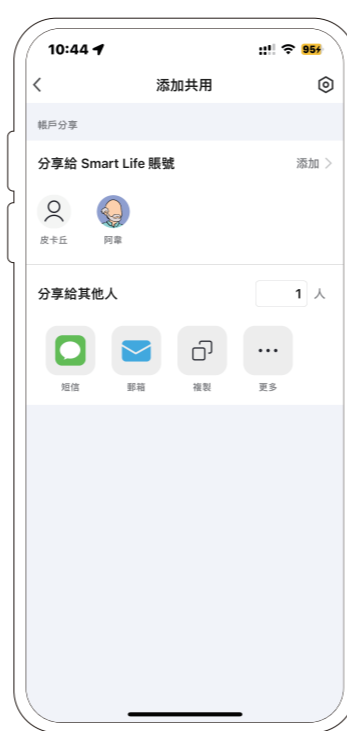 10:44
95
添加共用
帳戶分享
分享給 Smart Life 賬號
添加
皮卡丘
阿韋
分享給其他人
1 人
短信
郵箱
複製
更多